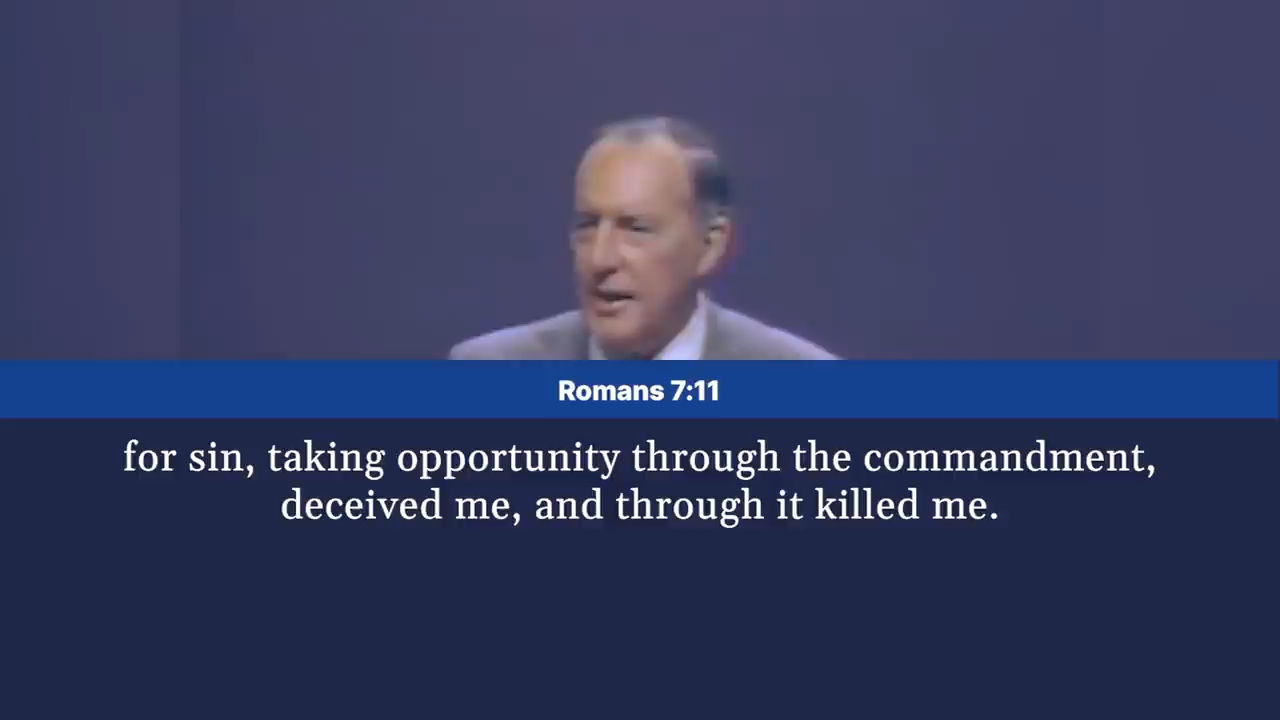 Romans 7:11
for sin, taking opportunity through the commandment,
deceived me, and through it killed me.